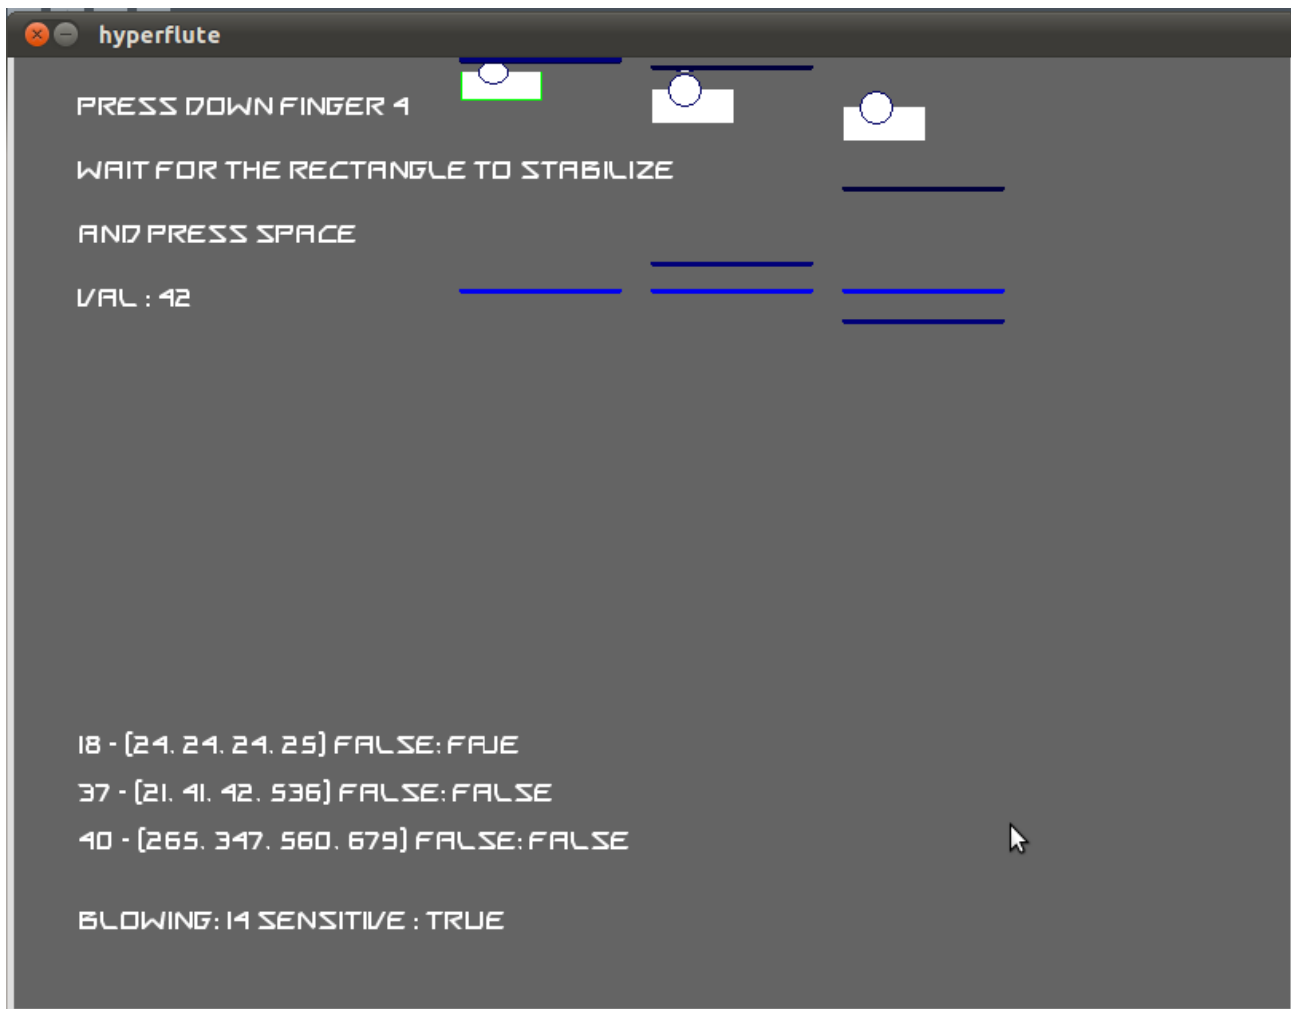 hyperflute
PRESS DOWN FINGER 4
WAIT FOR THE RECTANGLE TO STABILIZE
AND PRESS SPACE
VAL : 42
18 - (24, 24, 24, 25) FALSE; FAUE
37 - (21, 41, 42, 536) FALSE; FALSE
40 - (265, 347, 560, 679) FALSE; FALSE
BLOWING: 14 SENSITIVE : TRUE